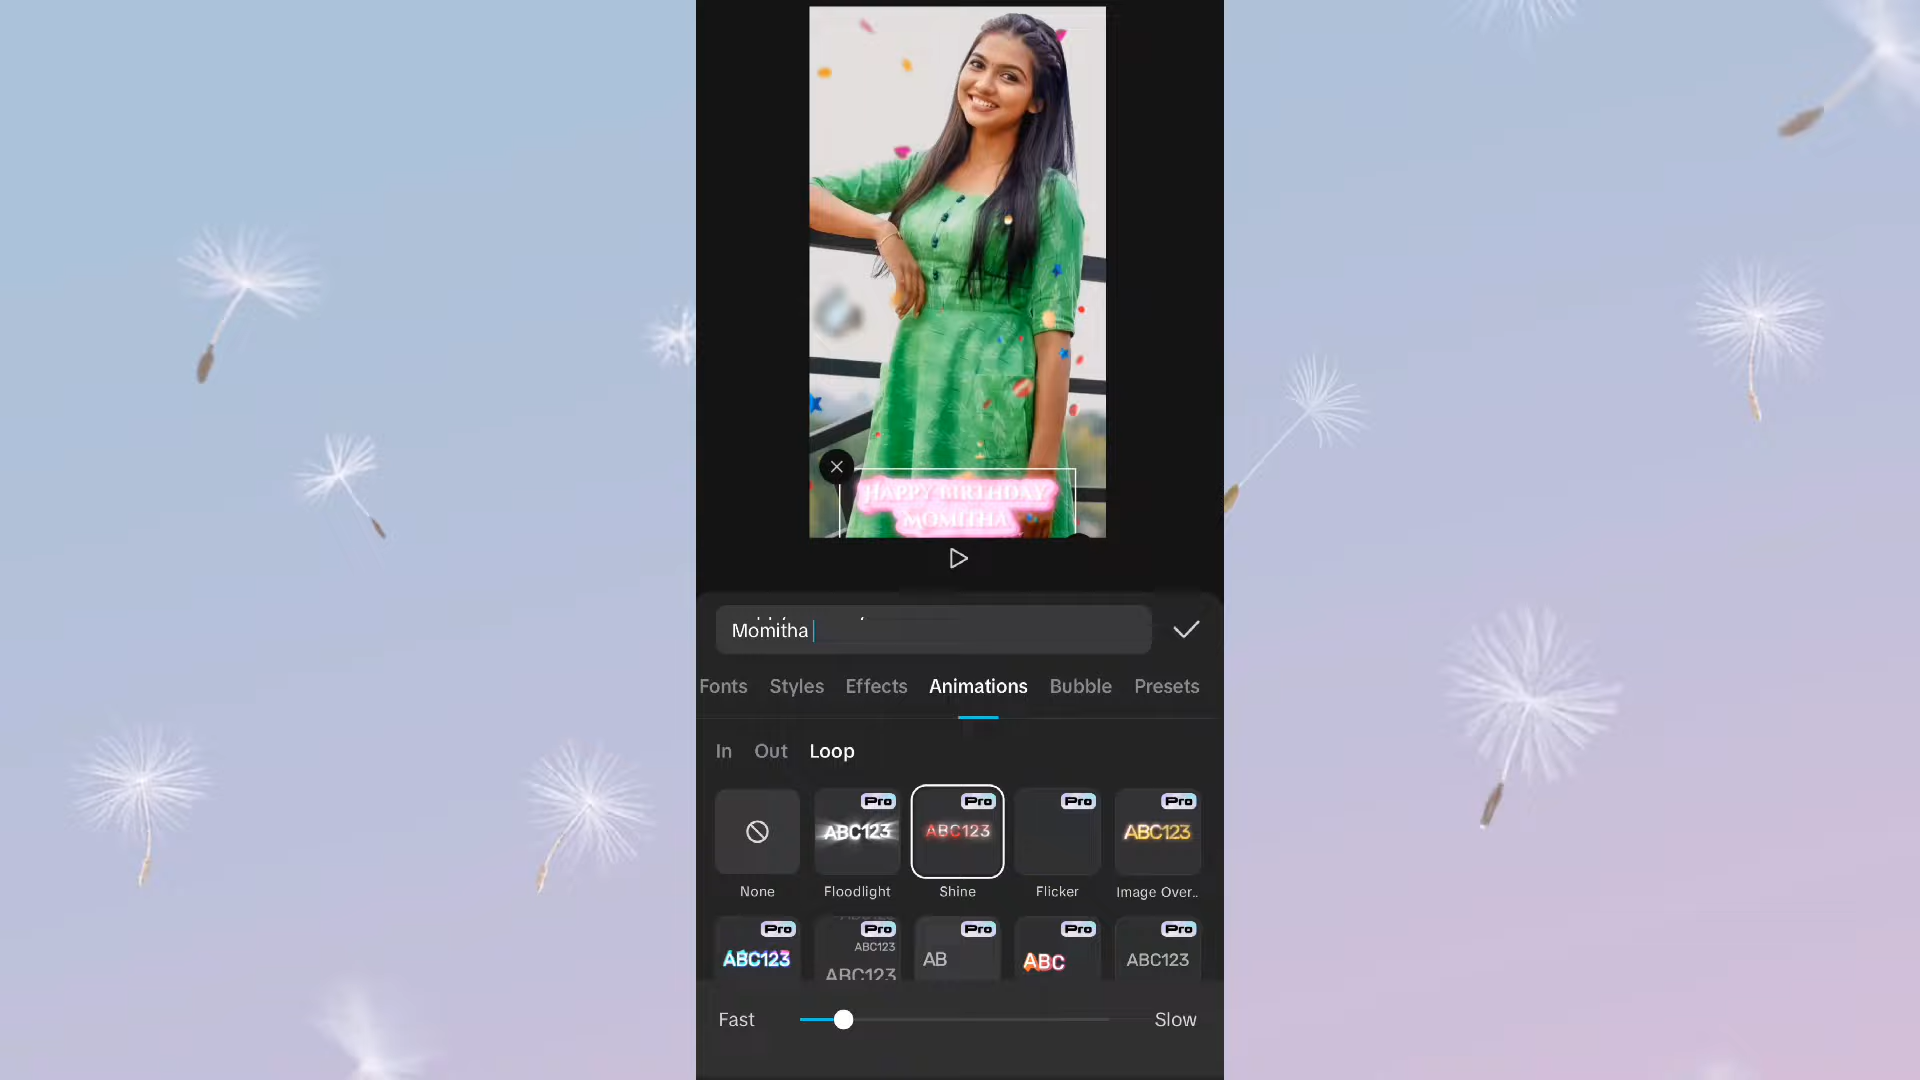 HAPPY BIRTHDAY
MOMITHA
Momitha
Fonts Styles Effects Animations Bubble Presets
In Out Loop
Pro Pro Pro Pro
ABC123 ABC123 ABC123
None Floodlight Shine Flicker Image Over..
Pro Pro Pro Pro Pro
ABC123 ABC123 ABC123 AB ABC ABC123
Fast Slow